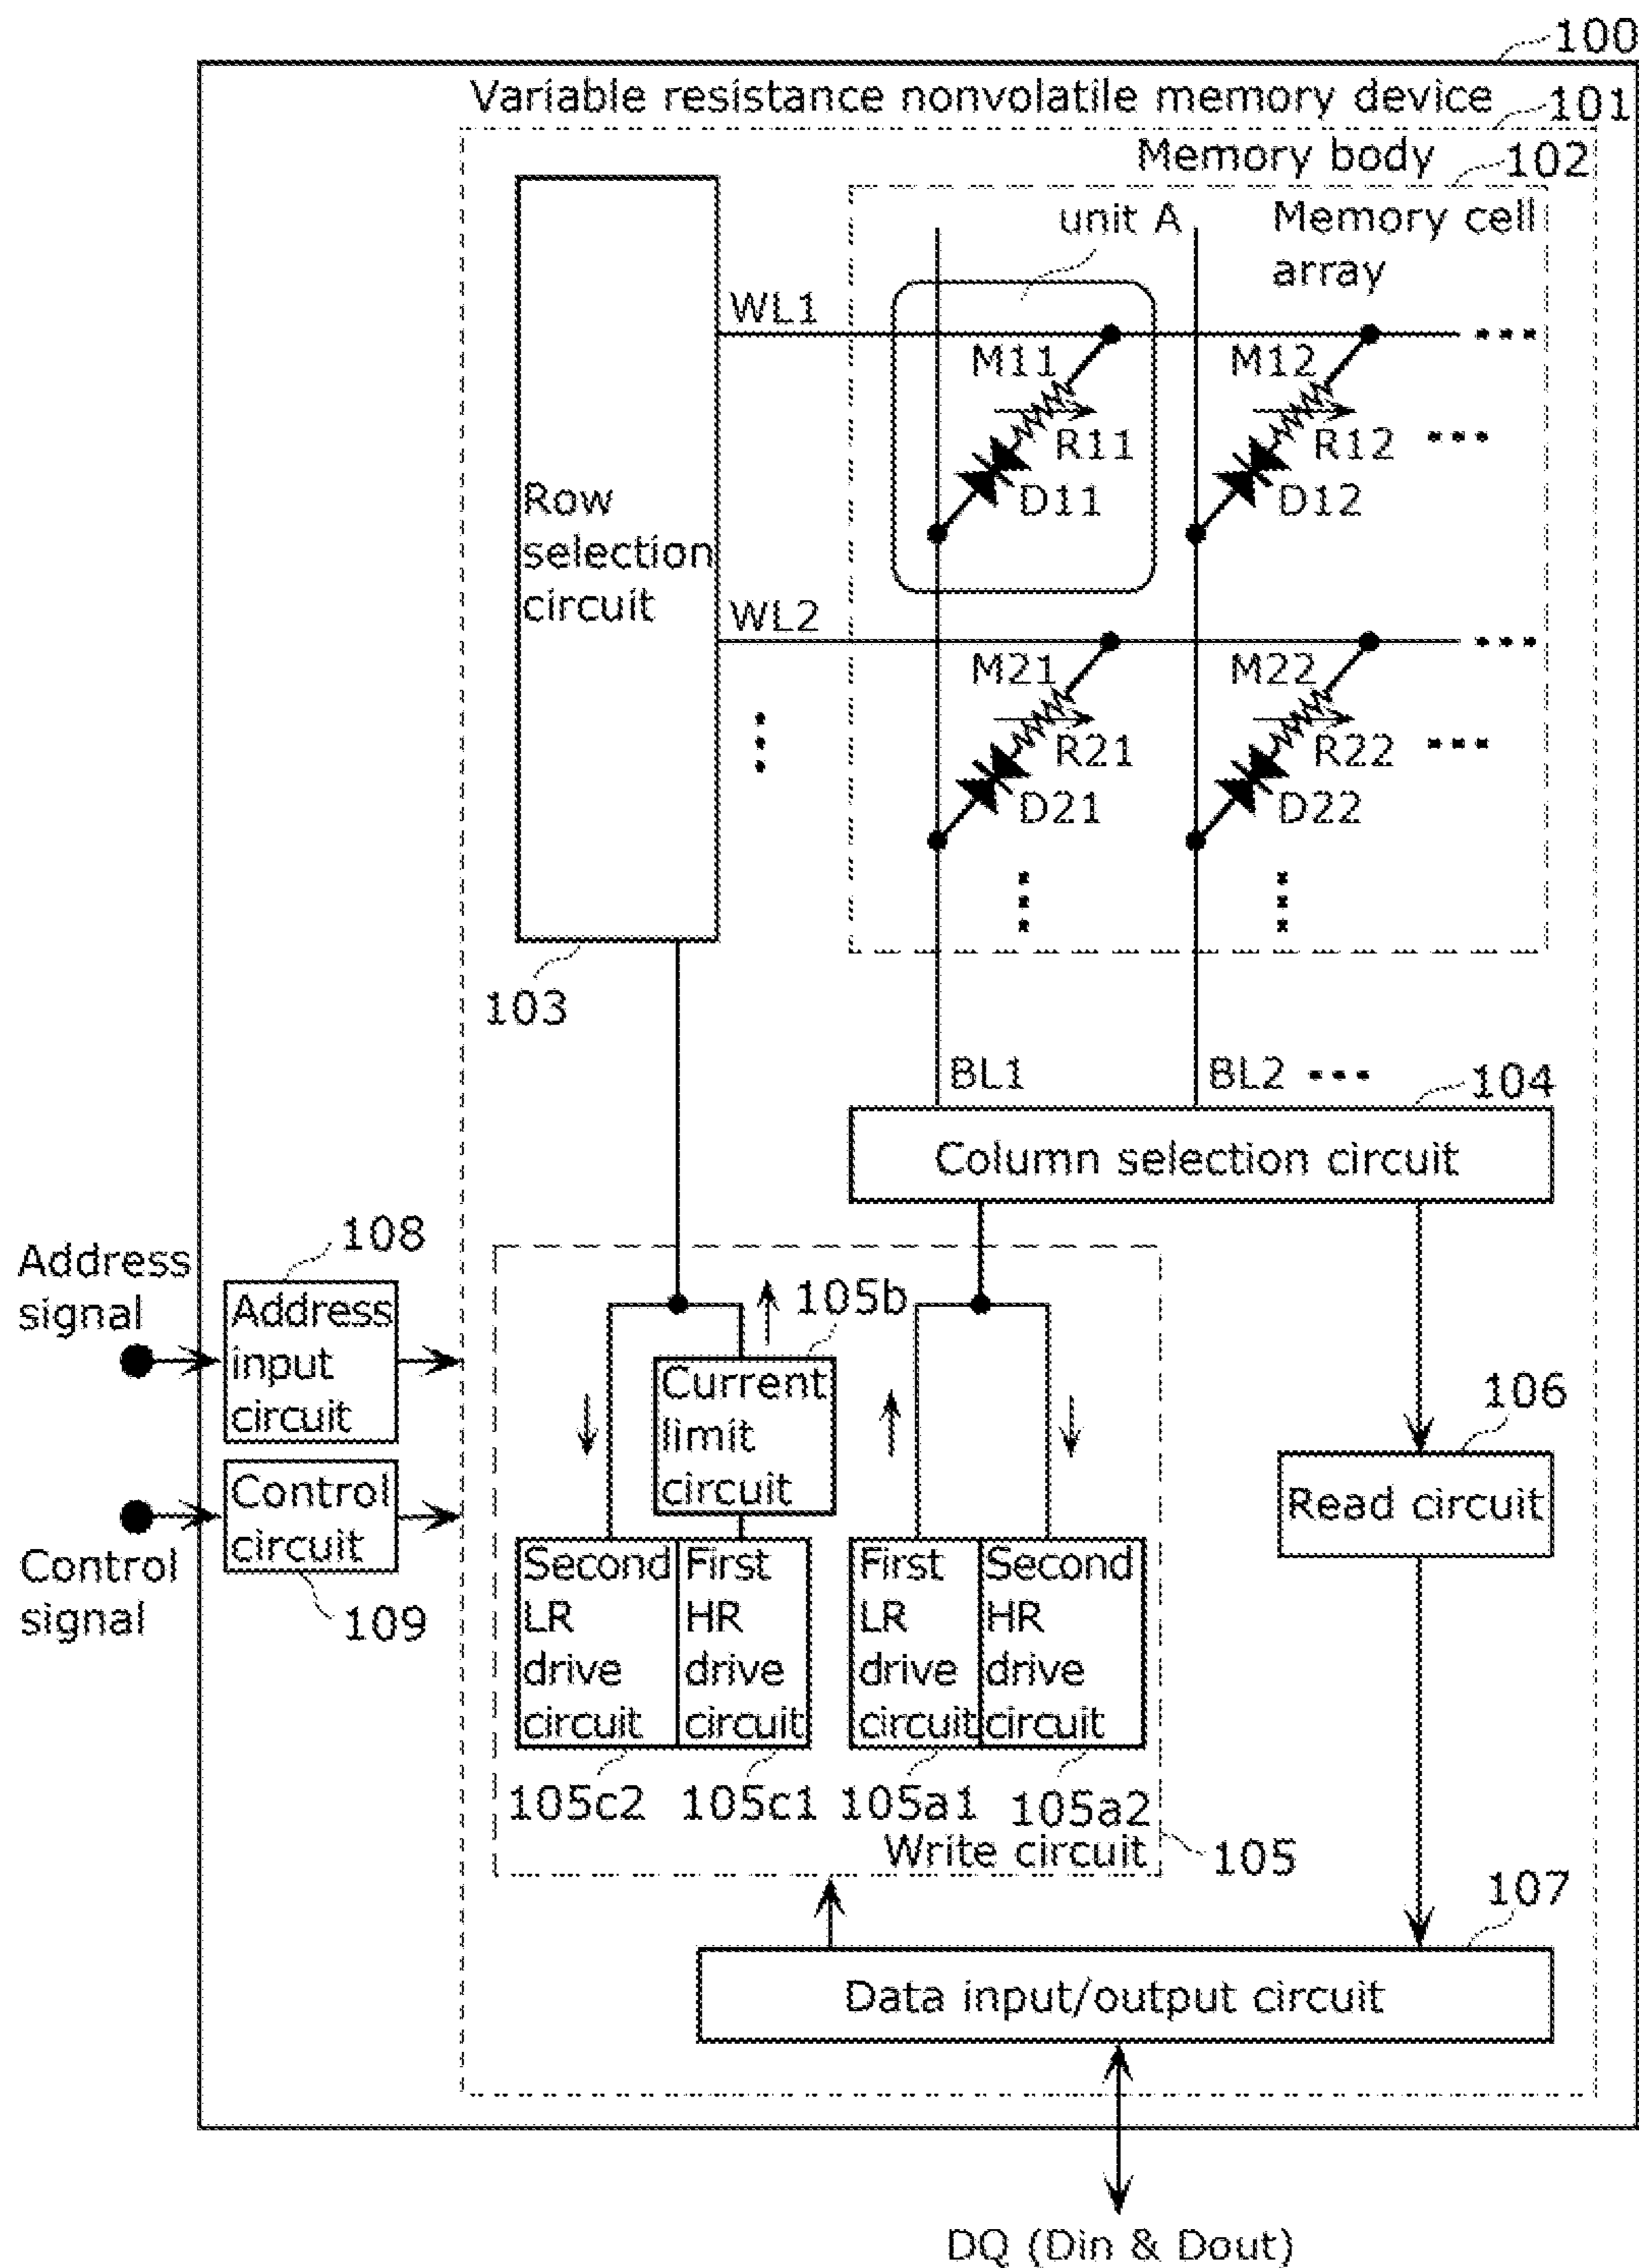 100
Variable resistance nonvolatile memory device
101
Memory body
102
unit A
Memory cell
array
WL1
M11
M12
R11
R12
D11
D12
Row
selection
circuit
WL2
M21
M22
R21
R22
D21
D22
103
BL1
BL2
104
Column selection circuit
108
Address
signal
Address
input
circuit
105b
Current
limit
circuit
106
Read circuit
Control
circuit
Control
signal
109
Second
LR
drive
circuit
First
HR
drive
circuit
First
LR
drive
circuit
Second
HR
drive
circuit
105c2
105c1
105a1
105a2
Write circuit
105
107
Data input/output circuit
DQ (Din & Dout)